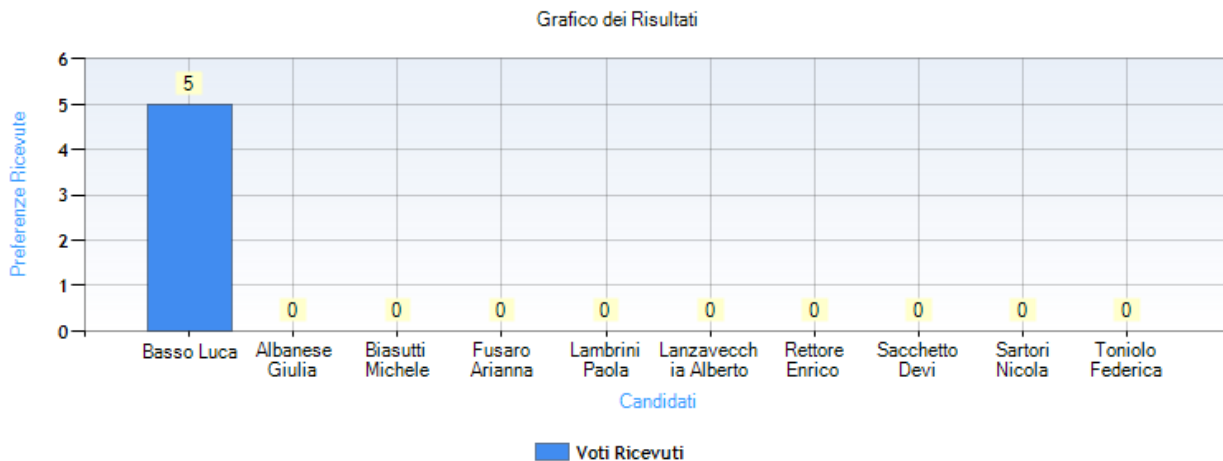 Grafico dei Risultati
Preferenze Ricevute
6
5
4
3
2
1
0
5
0
0
0
0
0
0
0
0
0
Basso Luca
Albanese
Giulia
Biasutti
Michele
Fusaro
Arianna
Lambrini
Paola
Lanzavecch
ia Alberto
Rettore
Enrico
Sacchetto
Devi
Sartori
Nicola
Toniolo
Federica
Candidati
Voti Ricevuti